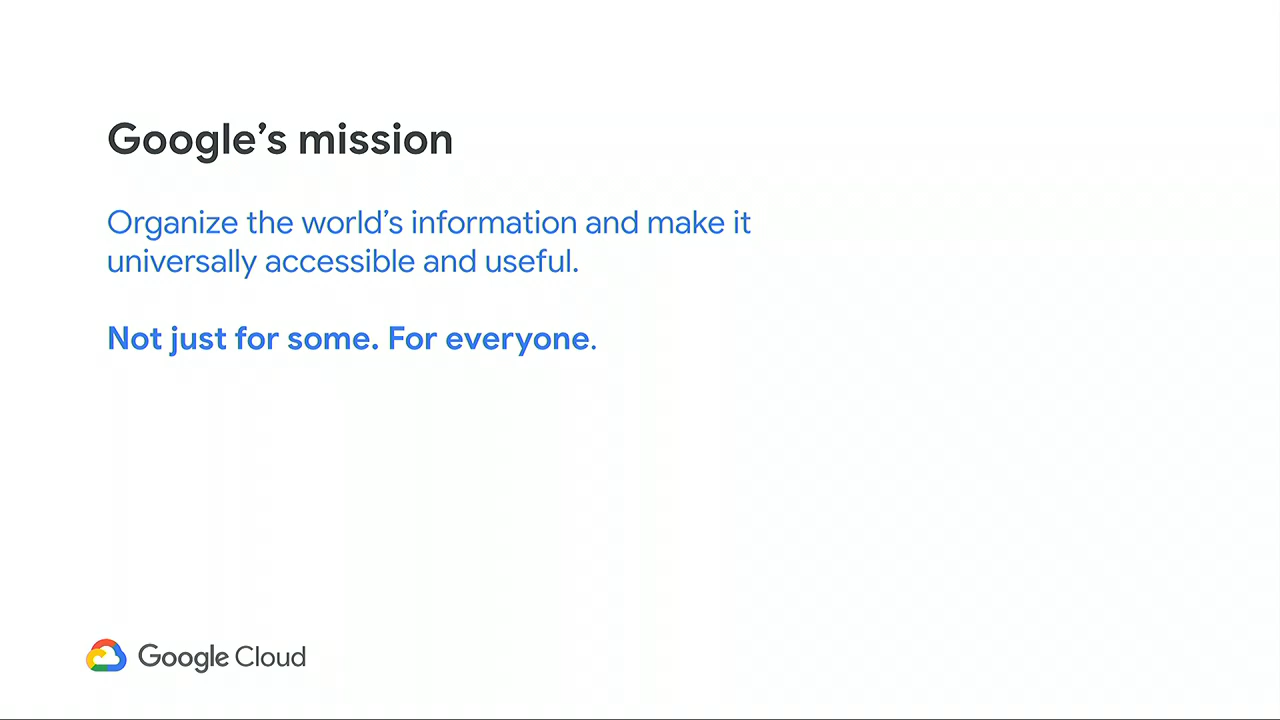 Google’s mission
Organize the world’s information and make it
universally accessible and useful.
Not just for some. For everyone.
Google Cloud